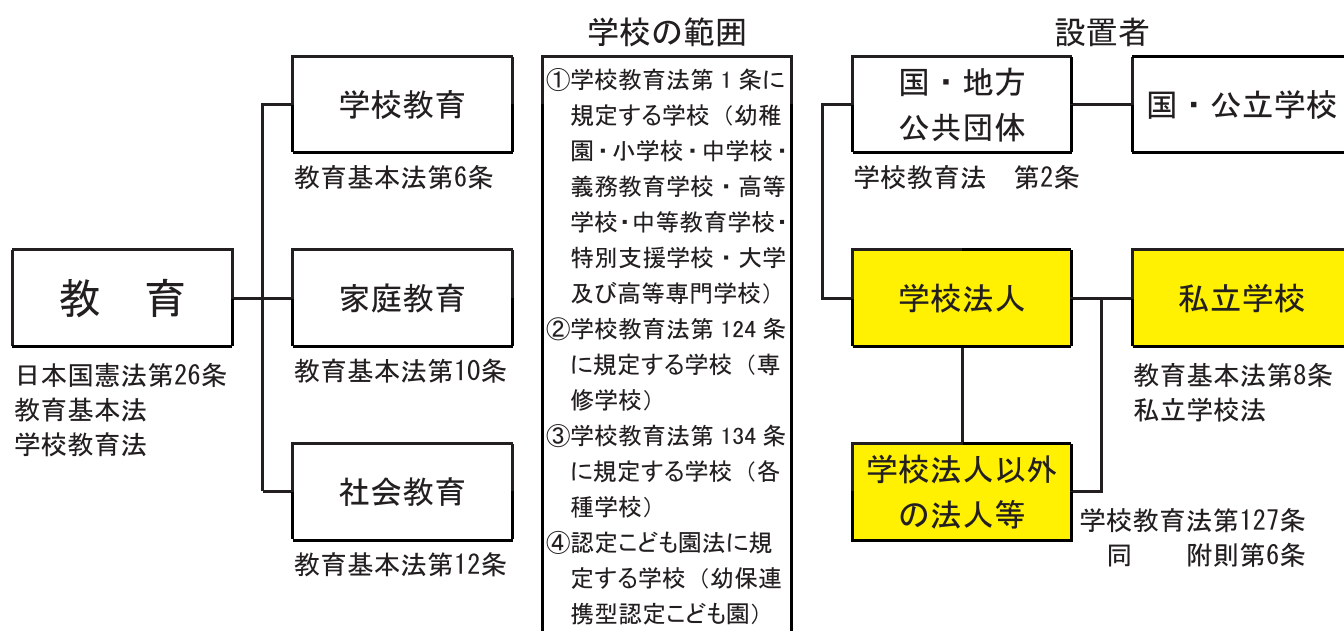 学校の範囲
設置者
学校教育
教育基本法第6条
教　育
日本国憲法第26条
教育基本法
学校教育法
家庭教育
教育基本法第10条
社会教育
教育基本法第12条
①学校教育法第 1 条に
規定する学校（幼稚
園・小学校・中学校・
義務教育学校・高等
学校・中等教育学校・
特別支援学校・大学
及び高等専門学校）
②学校教育法第 124 条
に規定する学校（専
修学校）
③学校教育法第 134 条
に規定する学校（各
種学校）
④認定こども園法に規
定する学校（幼保連
携型認定こども園）
国・地方
公共団体
学校教育法　第2条
国・公立学校
学校法人
私立学校
教育基本法第8条
私立学校法
学校法人以外
の法人等
学校教育法第127条
同　　附則第6条